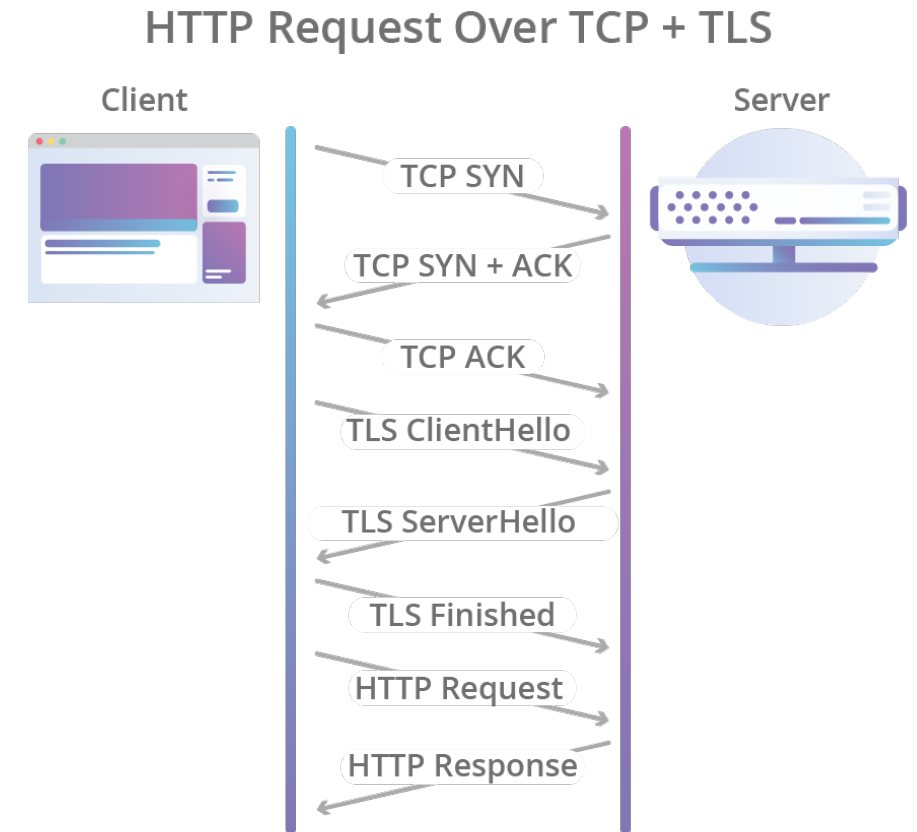 HTTP Request Over TCP + TLS
Client
Server
TCP SYN
TCP SYN + ACK
TCP ACK
TLS ClientHello
TLS ServerHello
TLS Finished
HTTP Request
HTTP Response